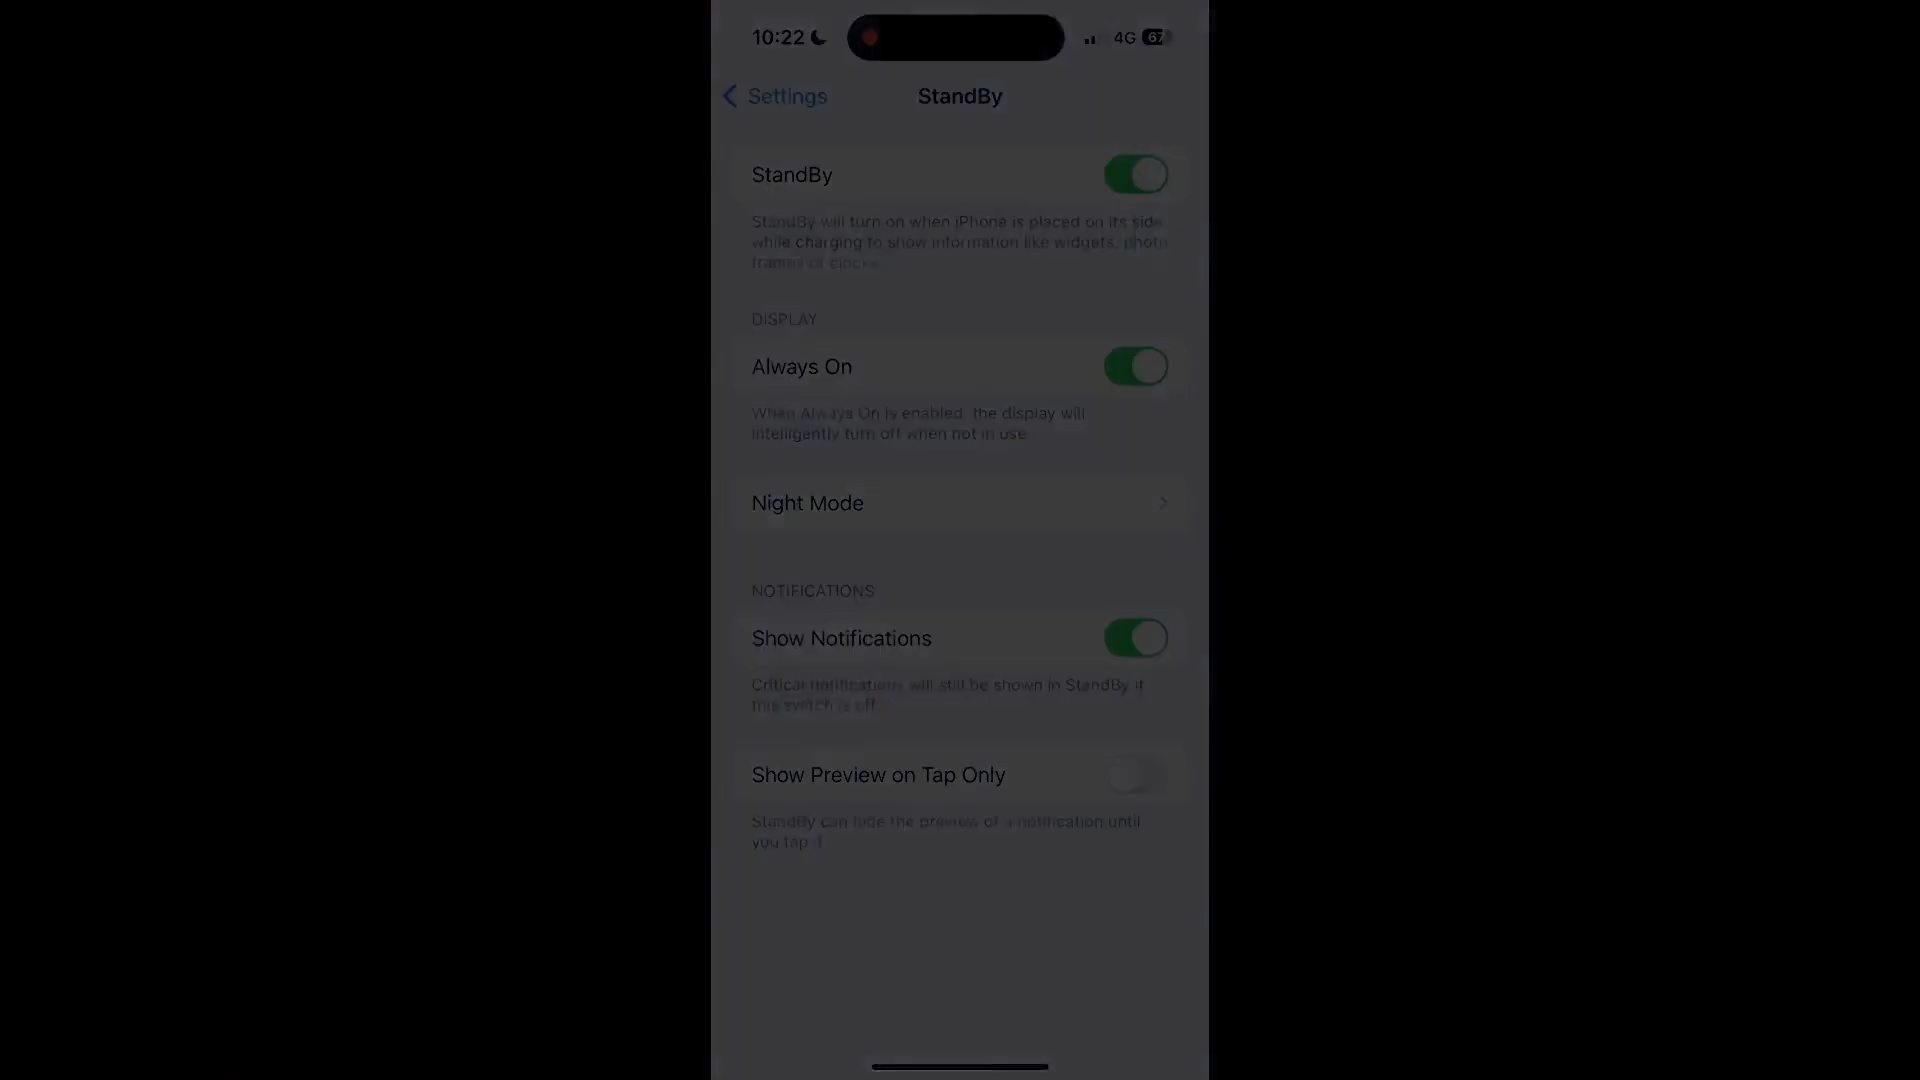 10:22
4G 67
Settings
StandBy
StandBy
StandBy will turn on when iPhone is placed on its side
while charging to show information like widgets, photo
frames or clocks.
DISPLAY
Always On
When Always On is enabled, the display will
intelligently turn off when not in use.
Night Mode
NOTIFICATIONS
Show Notifications
Critical notifications will still be shown in StandBy if
this switch is off.
Show Preview on Tap Only
StandBy can hide the preview of a notification until
you tap it.